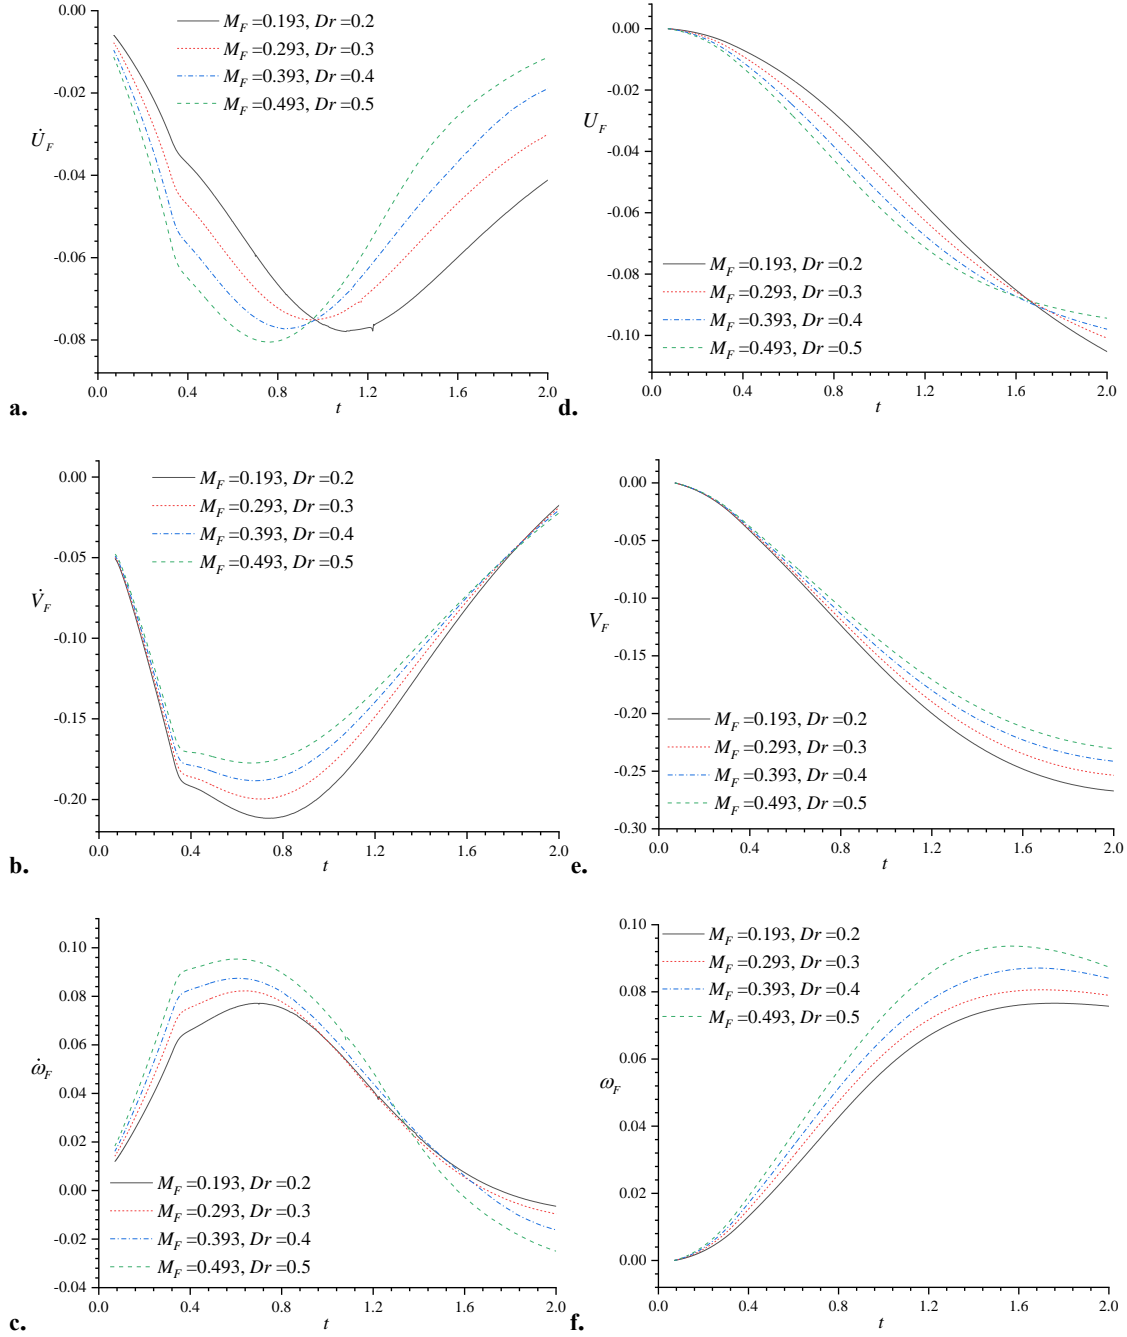 0.00
-0.02
-0.04
-0.06
-0.08
U̇_F
M_F =0.193, Dr=0.2
M_F =0.293, Dr=0.3
M_F =0.393, Dr=0.4
M_F =0.493, Dr=0.5
0.0 0.4 0.8 1.2 1.6 2.0
t
a.
0.00
-0.02
-0.04
-0.06
-0.08
-0.10
U_F
M_F =0.193, Dr=0.2
M_F =0.293, Dr=0.3
M_F =0.393, Dr=0.4
M_F =0.493, Dr=0.5
0.0 0.4 0.8 1.2 1.6 2.0
t
d.
0.00
-0.05
-0.10
-0.15
-0.20
V̇_F
M_F =0.193, Dr=0.2
M_F =0.293, Dr=0.3
M_F =0.393, Dr=0.4
M_F =0.493, Dr=0.5
0.0 0.4 0.8 1.2 1.6 2.0
t
b.
0.00
-0.05
-0.10
-0.15
-0.20
-0.25
-0.30
V_F
M_F =0.193, Dr=0.2
M_F =0.293, Dr=0.3
M_F =0.393, Dr=0.4
M_F =0.493, Dr=0.5
0.0 0.4 0.8 1.2 1.6 2.0
t
e.
0.10
0.08
0.06
0.04
0.02
0.00
-0.02
-0.04
ω̇_F
M_F =0.193, Dr=0.2
M_F =0.293, Dr=0.3
M_F =0.393, Dr=0.4
M_F =0.493, Dr=0.5
0.0 0.4 0.8 1.2 1.6 2.0
t
c.
0.10
0.08
0.06
0.04
0.02
0.00
ω_F
M_F =0.193, Dr=0.2
M_F =0.293, Dr=0.3
M_F =0.393, Dr=0.4
M_F =0.493, Dr=0.5
0.0 0.4 0.8 1.2 1.6 2.0
t
f.